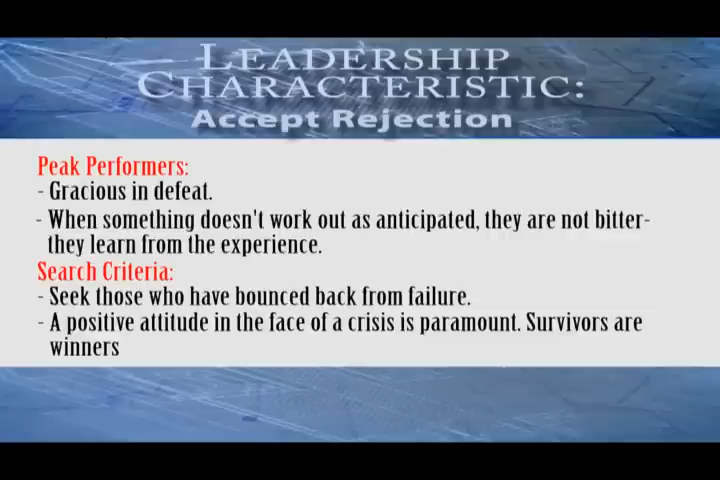 LEADERSHIP
CHARACTERISTIC:
Accept Rejection
Peak Performers:
- Gracious in defeat.
- When something doesn't work out as anticipated, they are not bitter-
they learn from the experience.
Search Criteria:
- Seek those who have bounced back from failure.
- A positive attitude in the face of a crisis is paramount. Survivors are
winners